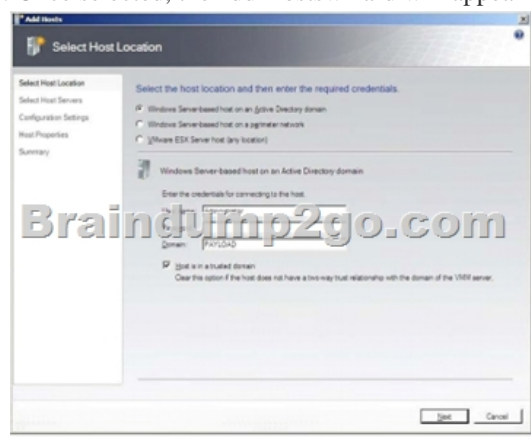 Add Hosts
Select Host Location
Select Host Location
Select Host Servers
Configuration Settings
Host Properties
Summary
Select the host location and then enter the required credentials.
Windows Server-based host on an Active Directory domain
Windows Server-based host on a perimeter network
VMware ESX Server host (any location)
Windows Server-based host on an Active Directory domain
Enter the credentials for connecting to the host.
Braindump2go.com
Domain: PAYLOAD
Host is in a trusted domain
Clear this option if the host does not have a two-way trust relationship with the domain of the VMM server.
Next Cancel